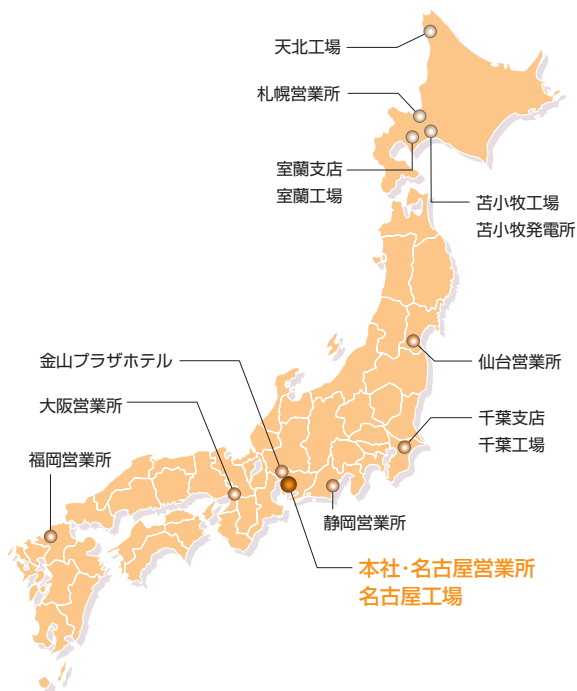 天北工場
札幌営業所
室蘭支店
室蘭工場
苫小牧工場
苫小牧発電所
仙台営業所
金山プラザホテル
大阪営業所
千葉支店
千葉工場
福岡営業所
静岡営業所
本社・名古屋営業所
名古屋工場